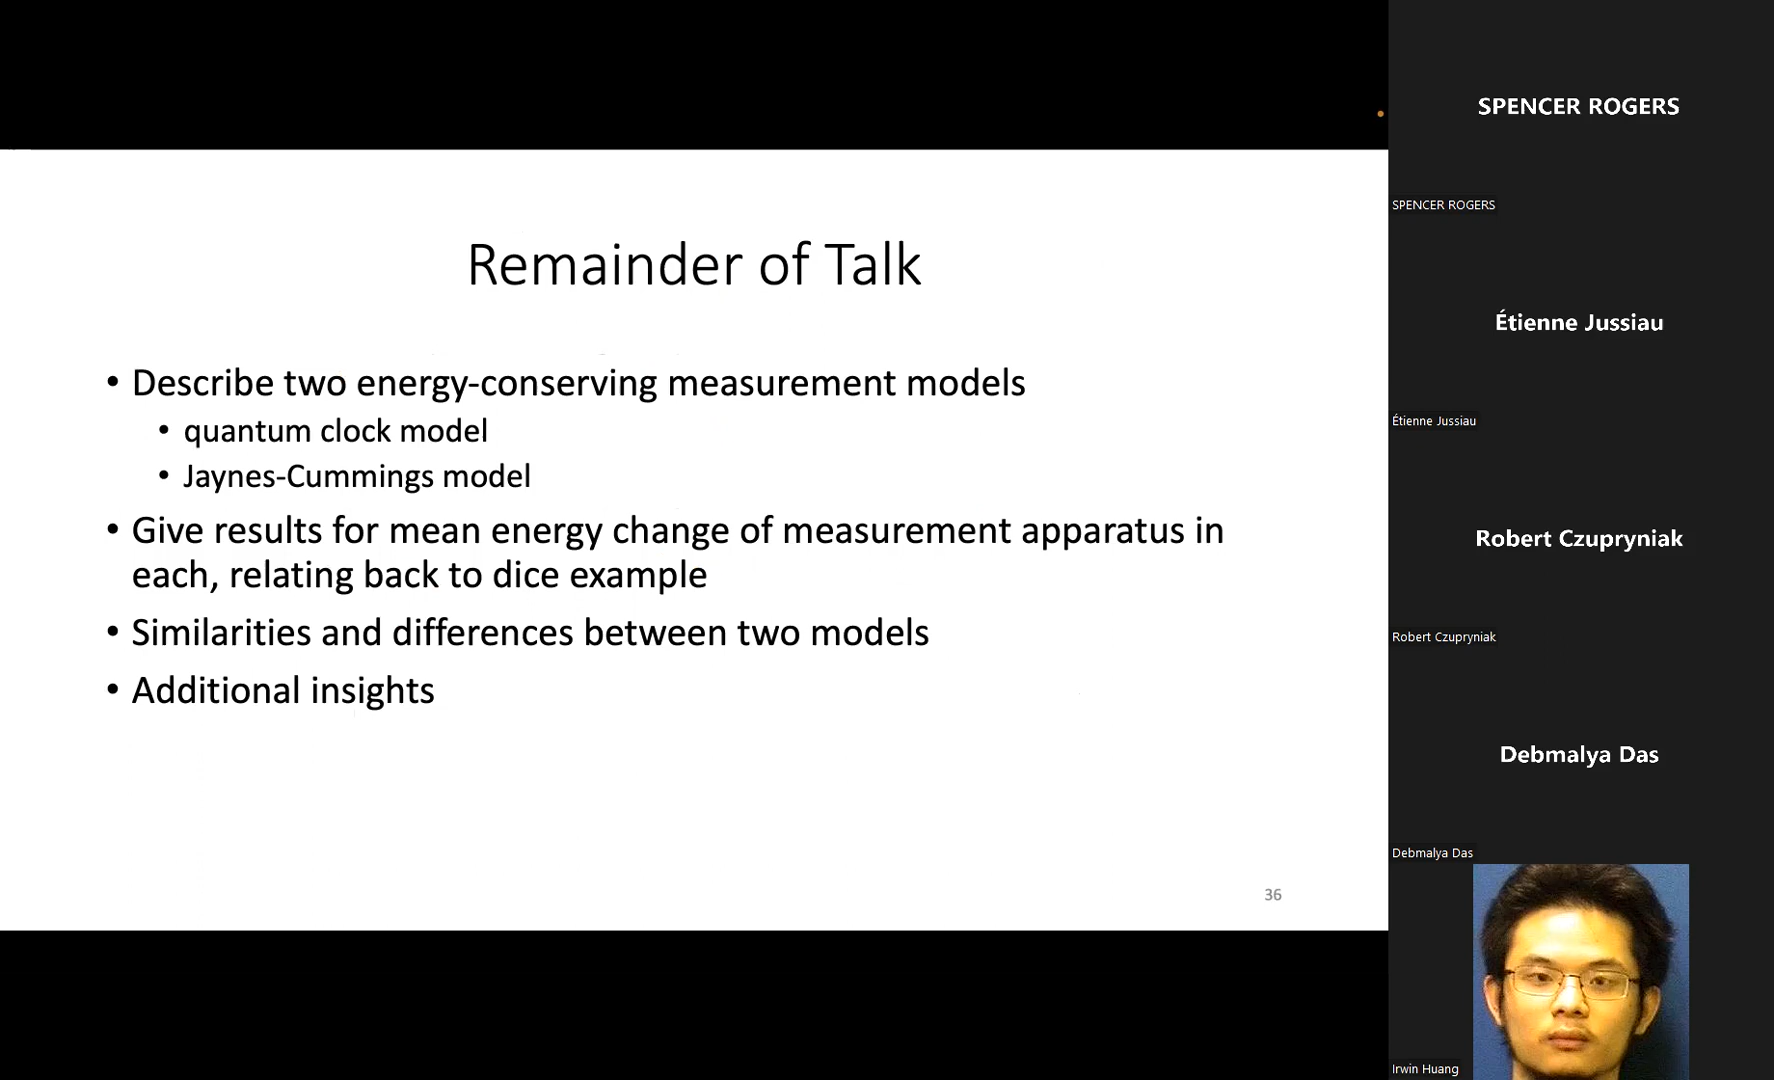 Remainder of Talk
• Describe two energy-conserving measurement models
• quantum clock model
• Jaynes-Cummings model
• Give results for mean energy change of measurement apparatus in
each, relating back to dice example
• Similarities and differences between two models
• Additional insights
36
SPENCER ROGERS
SPENCER ROGERS
Étienne Jussiau
Étienne Jussiau
Robert Czupryniak
Robert Czupryniak
Debmalya Das
Debmalya Das
Irwin Huang